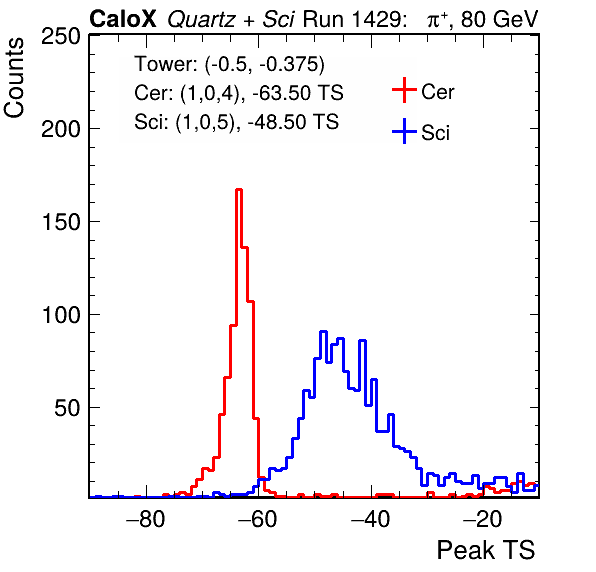 CaloX Quartz + Sci Run 1429: π+, 80 GeV
Counts
250
200
150
100
50
Tower: (-0.5, -0.375)
Cer: (1,0,4), -63.50 TS
Sci: (1,0,5), -48.50 TS
Cer
Sci
−80 −60 −40 −20
Peak TS